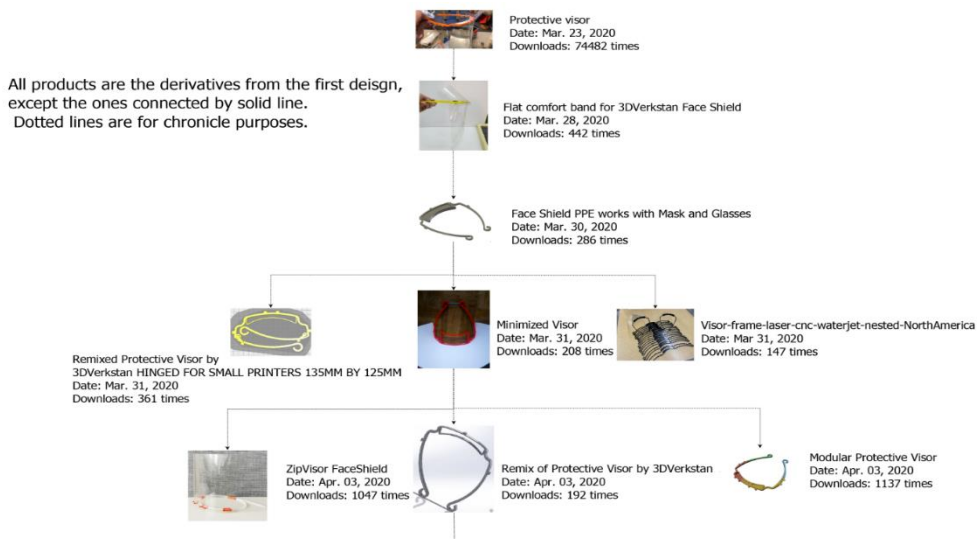 Protective visor
Date: Mar. 23, 2020
Downloads: 74482 times
All products are the derivatives from the first deisgn,
except the ones connected by solid line.
Dotted lines are for chronicle purposes.
Flat comfort band for 3DVerkstan Face Shield
Date: Mar. 28, 2020
Downloads: 442 times
Face Shield PPE works with Mask and Glasses
Date: Mar. 30, 2020
Downloads: 286 times
Remixed Protective Visor by
3DVerkstan HINGED FOR SMALL PRINTERS 135MM BY 125MM
Date: Mar. 31, 2020
Downloads: 361 times
Minimized Visor
Date: Mar. 31, 2020
Downloads: 208 times
Visor-frame-laser-cnc-waterjet-nested-NorthAmerica
Date: Mar 31, 2020
Downloads: 147 times
ZipVisor FaceShield
Date: Apr. 03, 2020
Downloads: 1047 times
Remix of Protective Visor by 3DVerkstan
Date: Apr. 03, 2020
Downloads: 192 times
Modular Protective Visor
Date: Apr. 03, 2020
Downloads: 1137 times